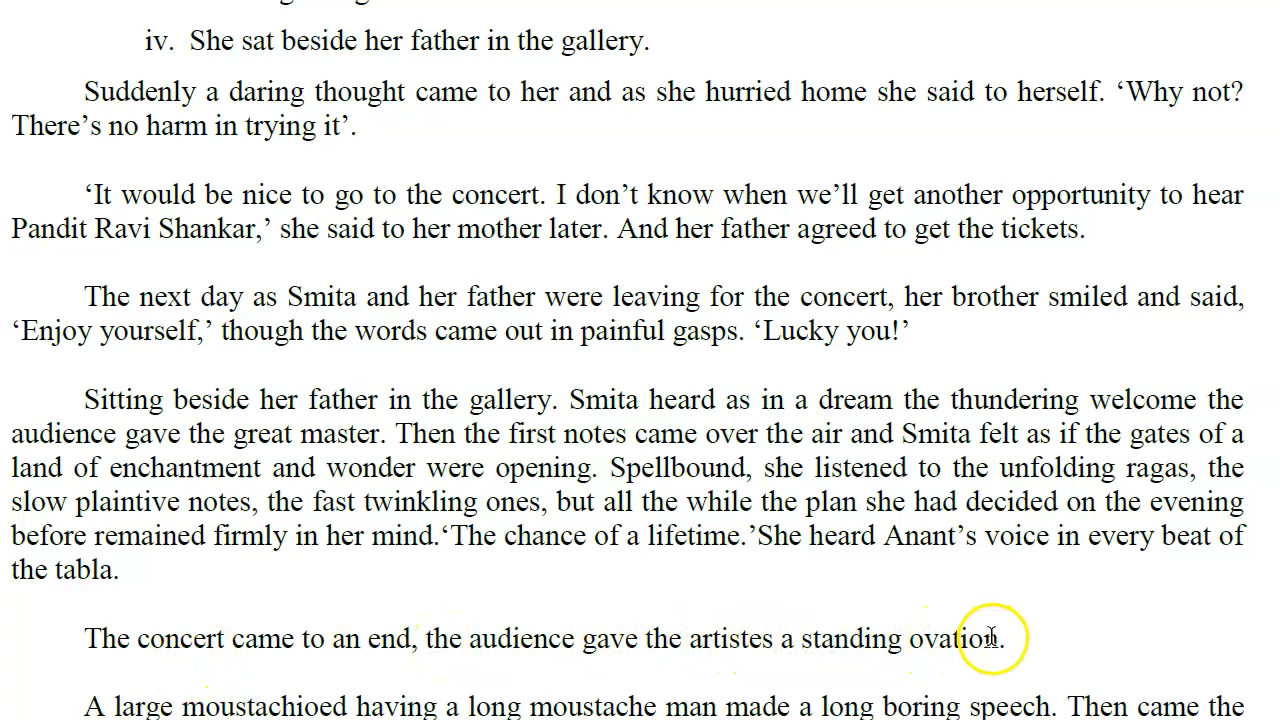 iv. She sat beside her father in the gallery.
Suddenly a daring thought came to her and as she hurried home she said to herself. ‘Why not?
There’s no harm in trying it’.
‘It would be nice to go to the concert. I don’t know when we’ll get another opportunity to hear
Pandit Ravi Shankar,’ she said to her mother later. And her father agreed to get the tickets.
The next day as Smita and her father were leaving for the concert, her brother smiled and said,
‘Enjoy yourself,’ though the words came out in painful gasps. ‘Lucky you!’
Sitting beside her father in the gallery. Smita heard as in a dream the thundering welcome the
audience gave the great master. Then the first notes came over the air and Smita felt as if the gates of a
land of enchantment and wonder were opening. Spellbound, she listened to the unfolding ragas, the
slow plaintive notes, the fast twinkling ones, but all the while the plan she had decided on the evening
before remained firmly in her mind.‘The chance of a lifetime.’She heard Anant’s voice in every beat of
the tabla.
The concert came to an end, the audience gave the artistes a standing ovation.
A large moustachioed having a long moustache man made a long boring speech. Then came the